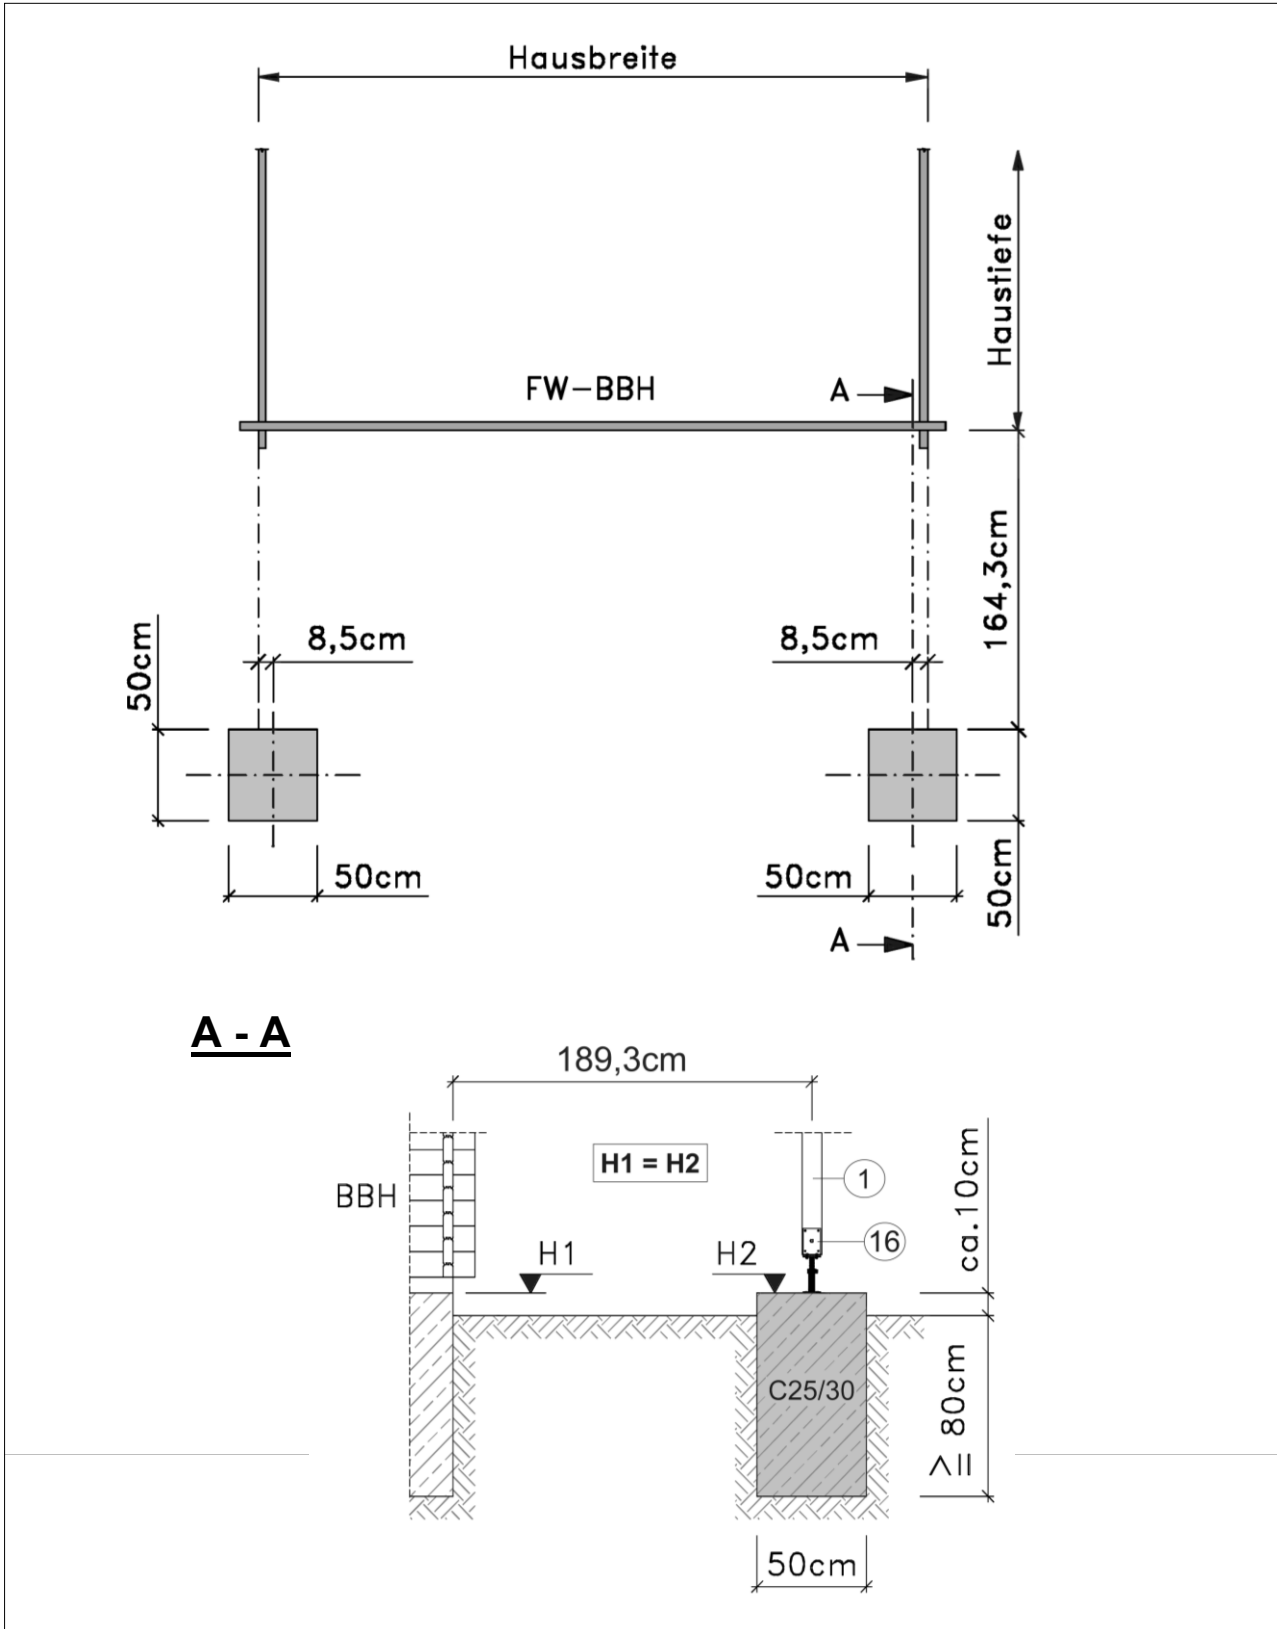 Hausbreite
Haustiefe
FW-BBH
A
164,3cm
50cm
8,5cm
8,5cm
50cm
50cm
50cm
A
A - A
189,3cm
H1 = H2
1
BBH
ca.10cm
16
H1
H2
C25/30
≥ 80cm
50cm